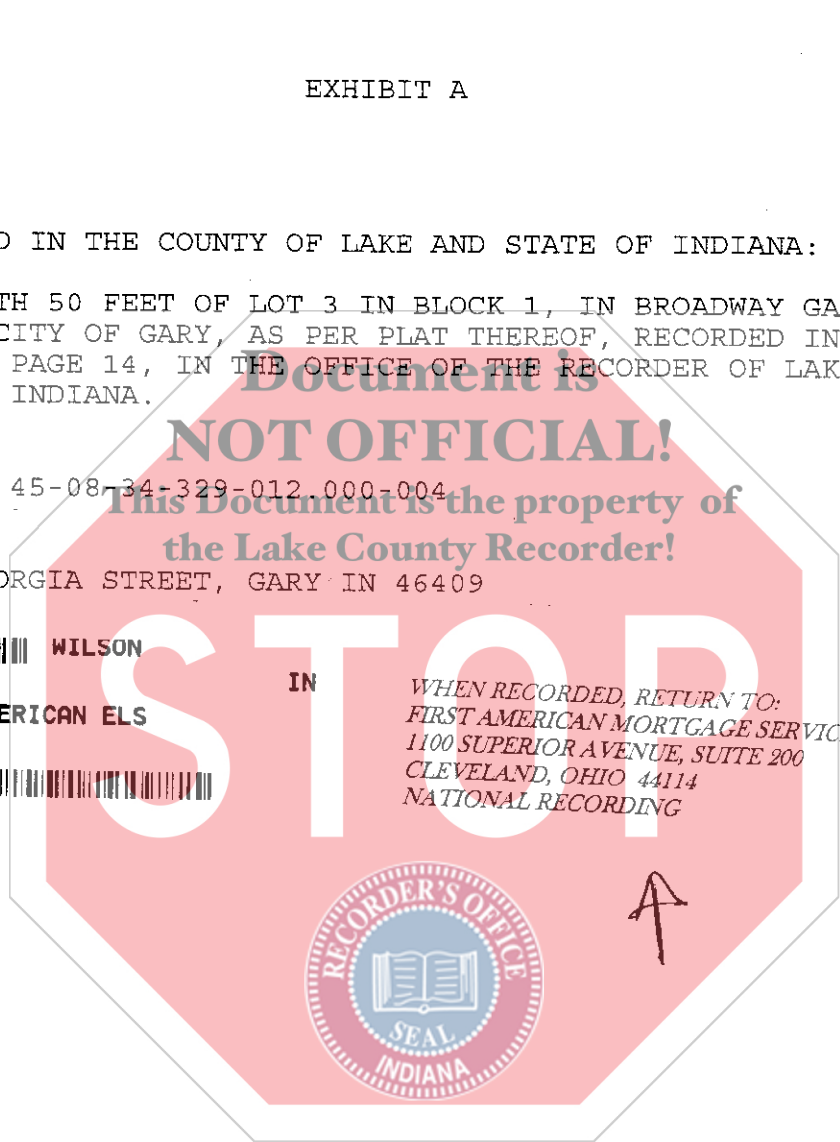 EXHIBIT A
D IN THE COUNTY OF LAKE AND STATE OF INDIANA:
TH 50 FEET OF LOT 3 IN BLOCK 1, IN BROADWAY GA
CITY OF GARY, AS PER PLAT THEREOF, RECORDED IN
PAGE 14, IN THE OFFICE OF THE RECORDER OF LAK
INDIANA.
Document is
NOT OFFICIAL!
45-08-34-329-012.000-004
This Document is the property of
the Lake County Recorder!
ORGIA STREET, GARY IN 46409
STOP
WILSON
IN
ERICAN ELS
WHEN RECORDED, RETURN TO:
FIRST AMERICAN MORTGAGE SERVIC
1100 SUPERIOR AVENUE, SUITE 200
CLEVELAND, OHIO 44114
NATIONAL RECORDING
RECORDER'S OFFICE
SEAL
INDIANA